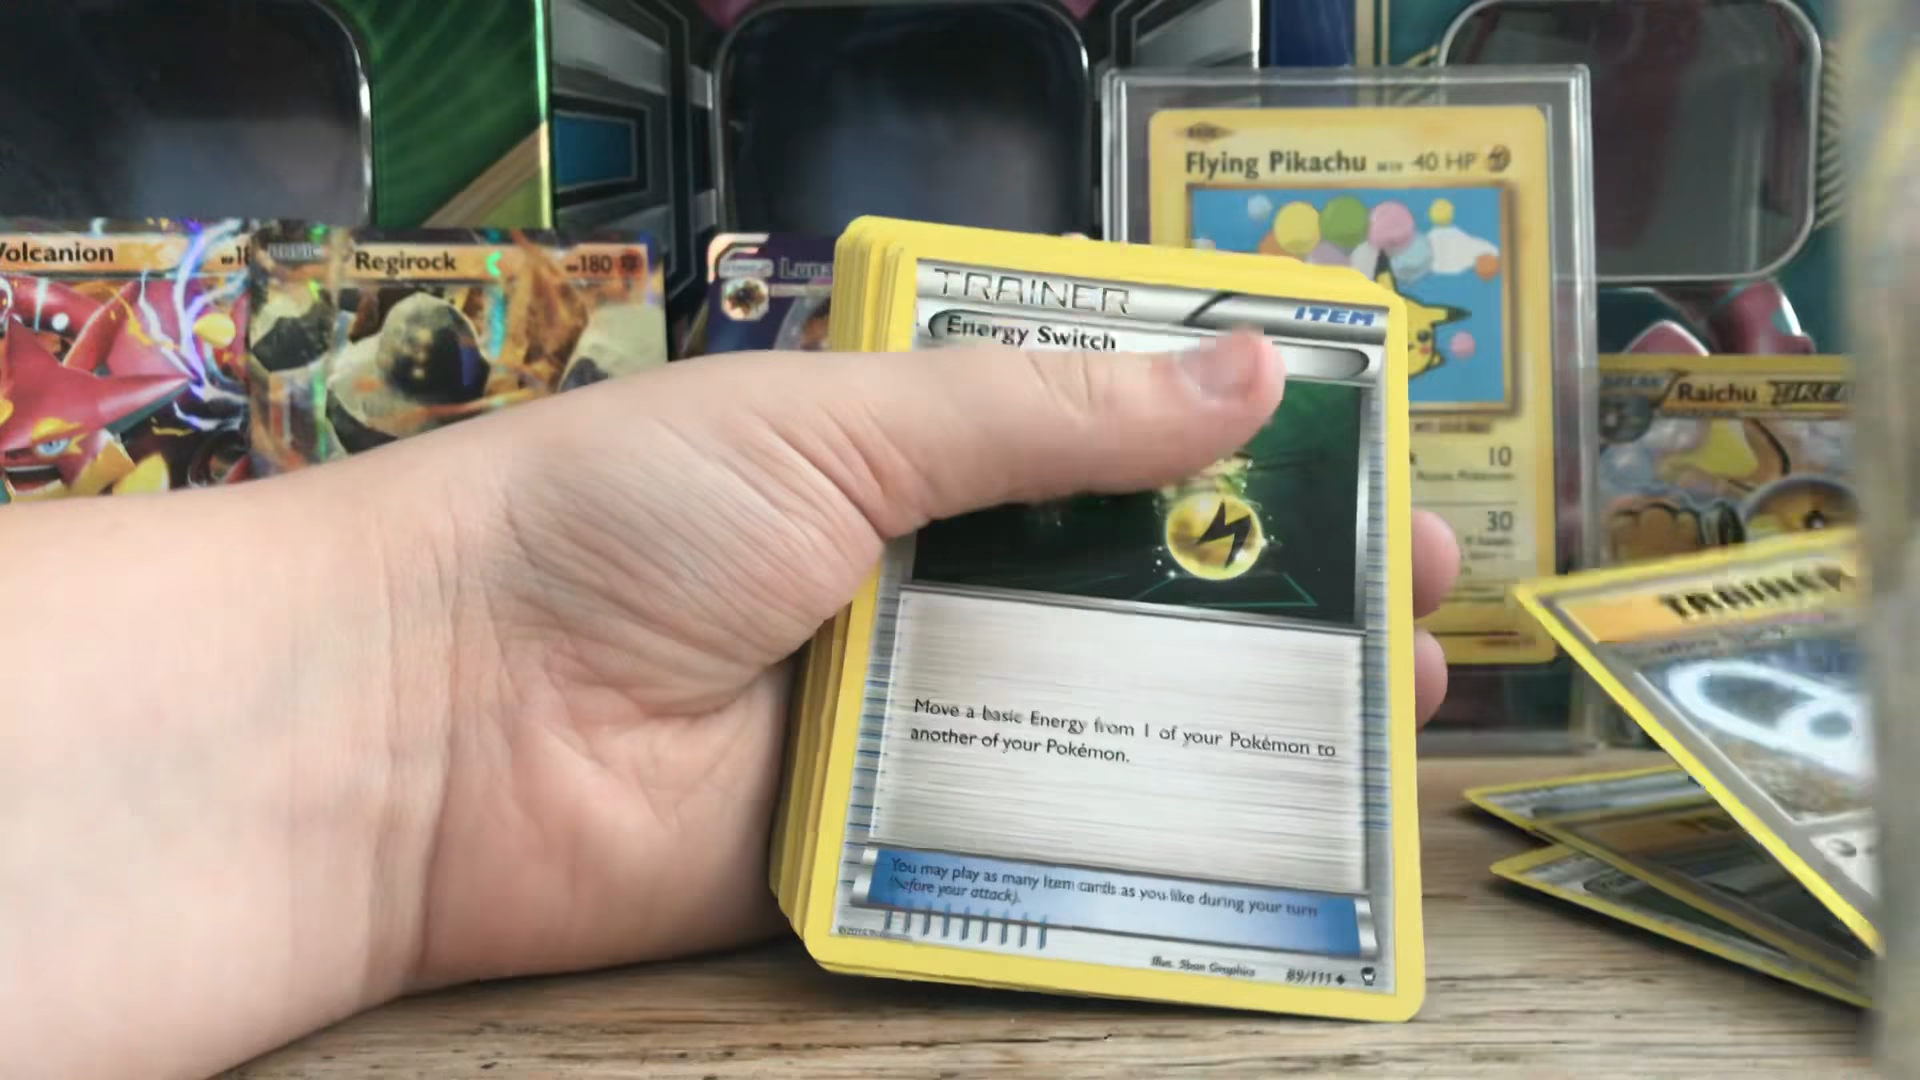 Volcanion
Regirock
180
Flying Pikachu 40 HP
10
30
Raichu BREAK
TRAINER
TRAINER
ITEM
Energy Switch
Move a basic Energy from 1 of your Pokémon to
another of your Pokémon.
You may play as many Item cards as you like during your turn
(before your attack).
Illus. 5ban Graphics 89/111